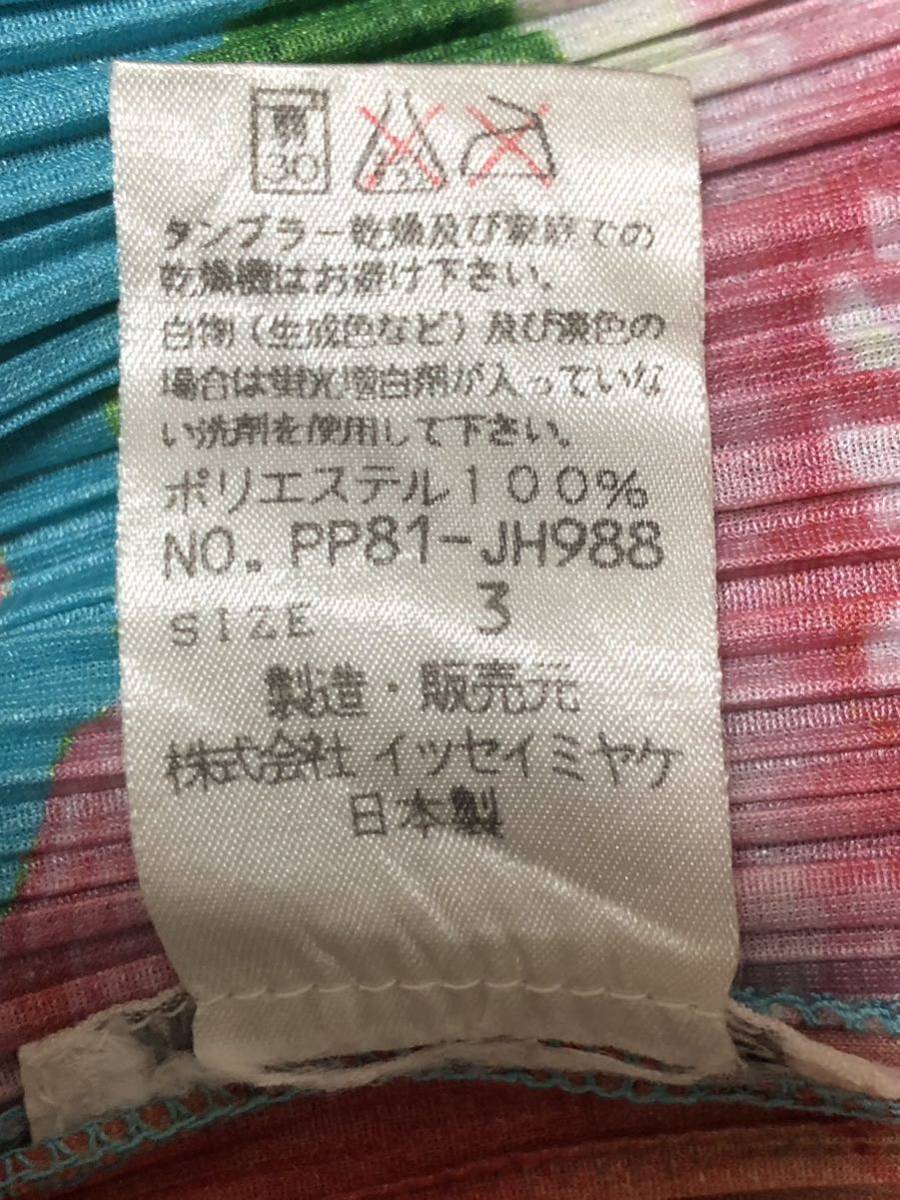 弱
30
タンブラー乾燥及び家庭での
乾燥機はお避け下さい。
白物（生成色など）及び淡色の
場合は蛍光増白剤が入っていな
い洗剤を使用して下さい。
ポリエステル100%
NO. PP81-JH988
SIZE 3
製造・販売元
株式会社イッセイミヤケ
日本製